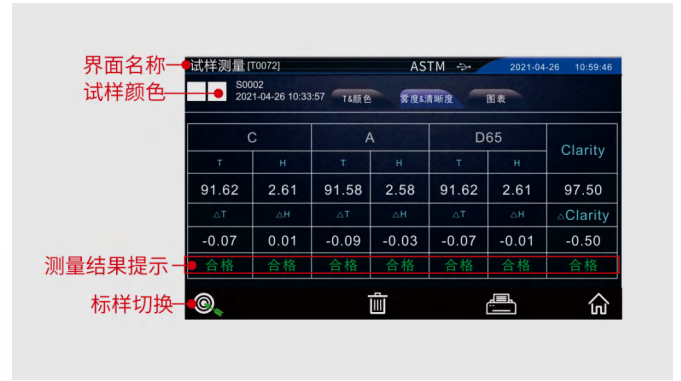 界面名称
试样颜色
测量结果提示
标样切换
试样测量 [T0072] ASTM 2021-04-26 10:59:46
S0002
2021-04-26 10:33:57 T&颜色 雾度&清晰度 图表
C A D65 Clarity
T H T H T H
91.62 2.61 91.58 2.58 91.62 2.61 97.50
△T △H △T △H △T △H △Clarity
-0.07 0.01 -0.09 -0.03 -0.07 -0.01 -0.50
合格 合格 合格 合格 合格 合格 合格